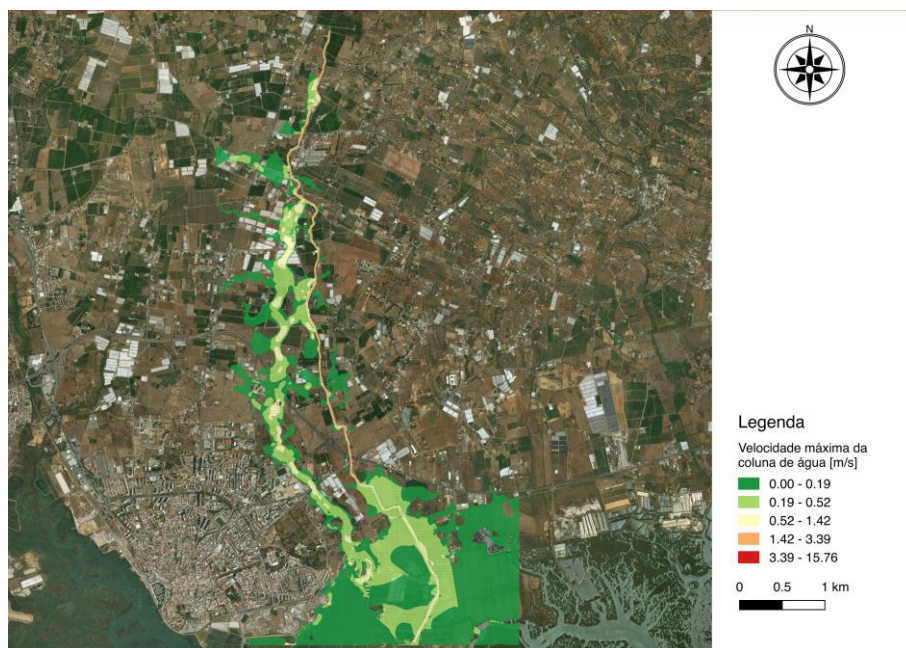 N
Legenda
Velocidade máxima da
coluna de água [m/s]
0.00 - 0.19
0.19 - 0.52
0.52 - 1.42
1.42 - 3.39
3.39 - 15.76
0 0.5 1 km